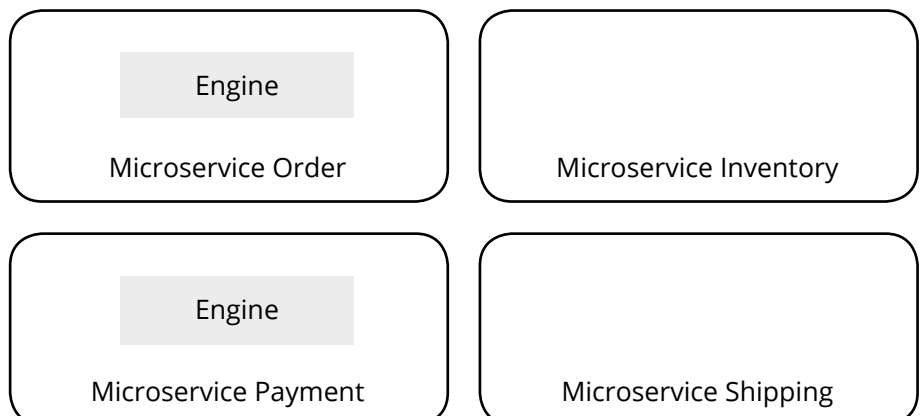 Engine
Microservice Order
Microservice Inventory
Engine
Microservice Payment
Microservice Shipping